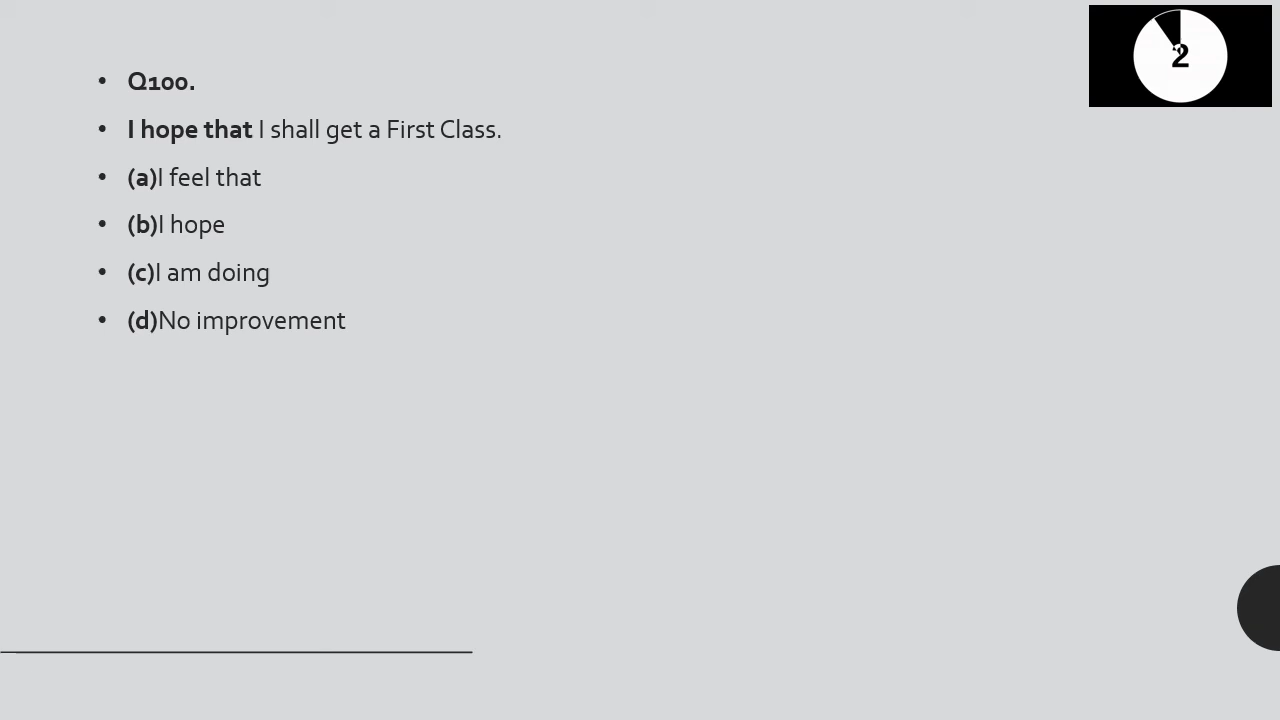 • Q100.
• I hope that I shall get a First Class.
• (a)I feel that
• (b)I hope
• (c)I am doing
• (d)No improvement
2